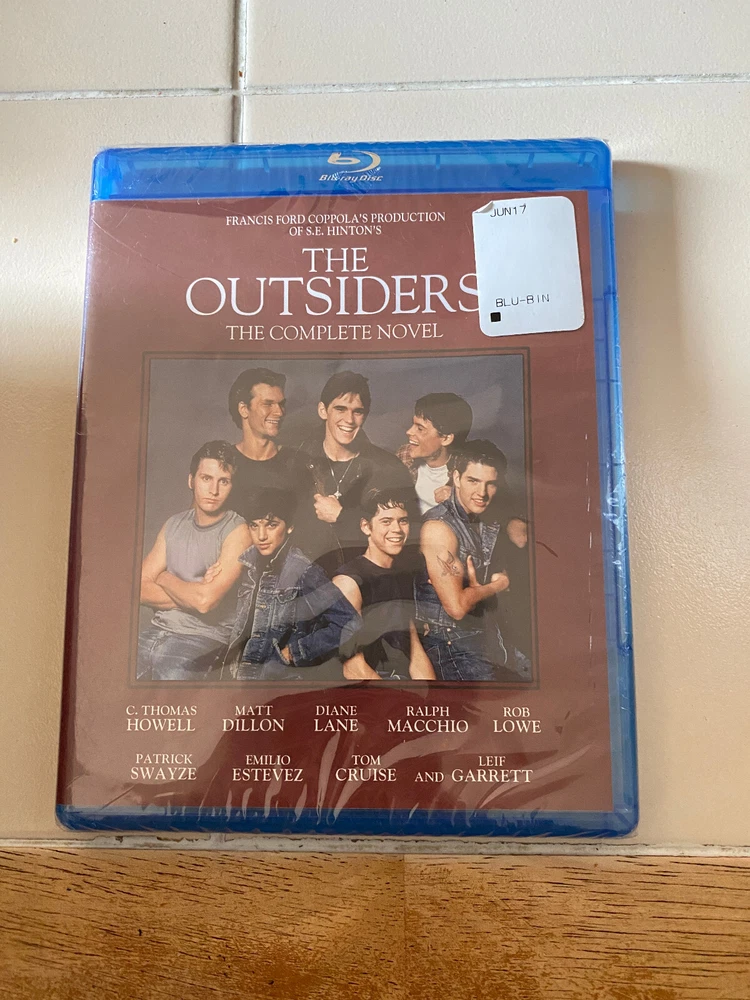 Blu-ray Disc
FRANCIS FORD COPPOLA'S PRODUCTION
OF S.E. HINTON'S
THE
OUTSIDERS
THE COMPLETE NOVEL
JUN17
BLU-BIN
C. THOMAS
HOWELL
MATT
DILLON
DIANE
LANE
RALPH
MACCHIO
ROB
LOWE
PATRICK
SWAYZE
EMILIO
ESTEVEZ
TOM
CRUISE
AND
LEIF
GARRETT